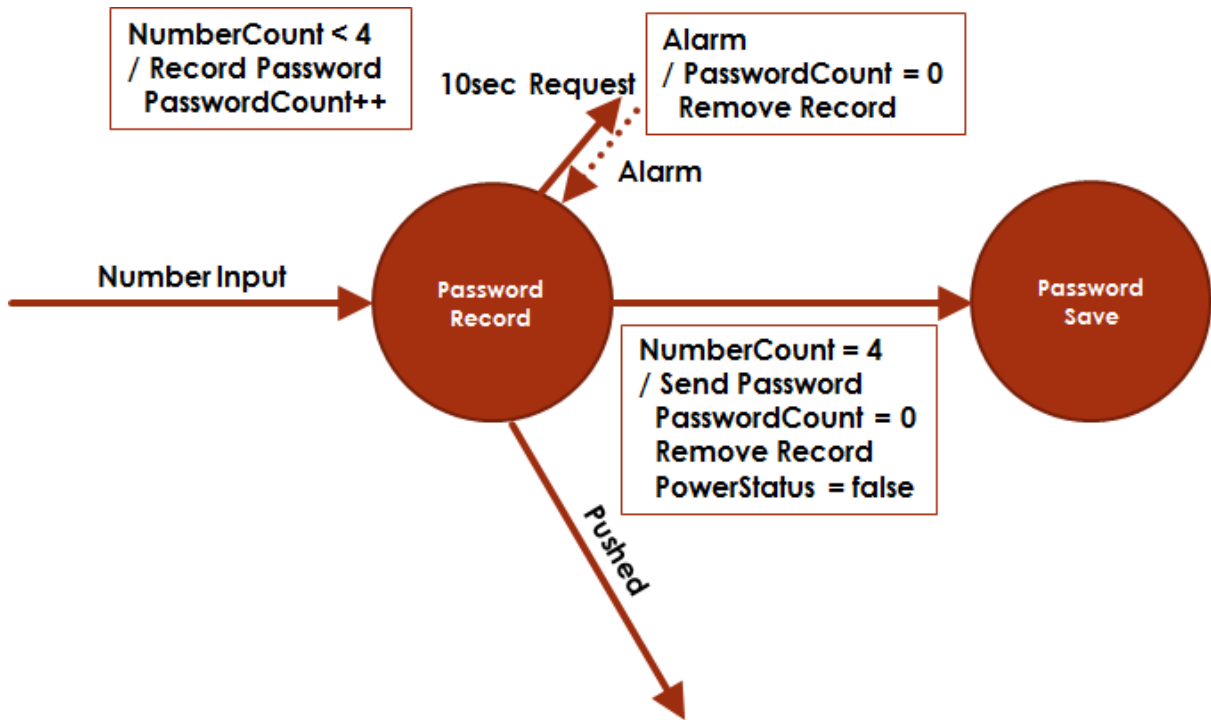 NumberCount < 4
/ Record Password
PasswordCount++
10sec Request
Alarm
/ PasswordCount = 0
Remove Record
Alarm
Number Input
Password
Record
Password
Save
NumberCount = 4
/ Send Password
PasswordCount = 0
Remove Record
PowerStatus = false
Pushed